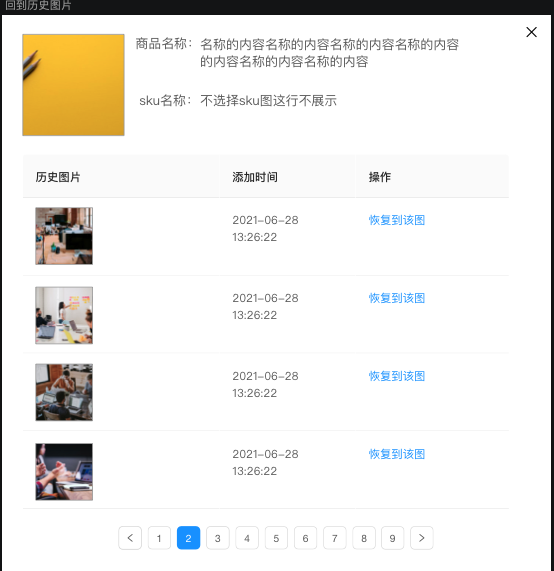 回到历史图片
商品名称： 名称的内容名称的内容名称的内容名称的内容
的内容名称的内容名称的内容
sku名称： 不选择sku图这行不展示
历史图片 添加时间 操作
2021-06-28 恢复到该图
13:26:22
2021-06-28 恢复到该图
13:26:22
2021-06-28 恢复到该图
13:26:22
2021-06-28 恢复到该图
13:26:22
< 1 2 3 4 5 6 7 8 9 >